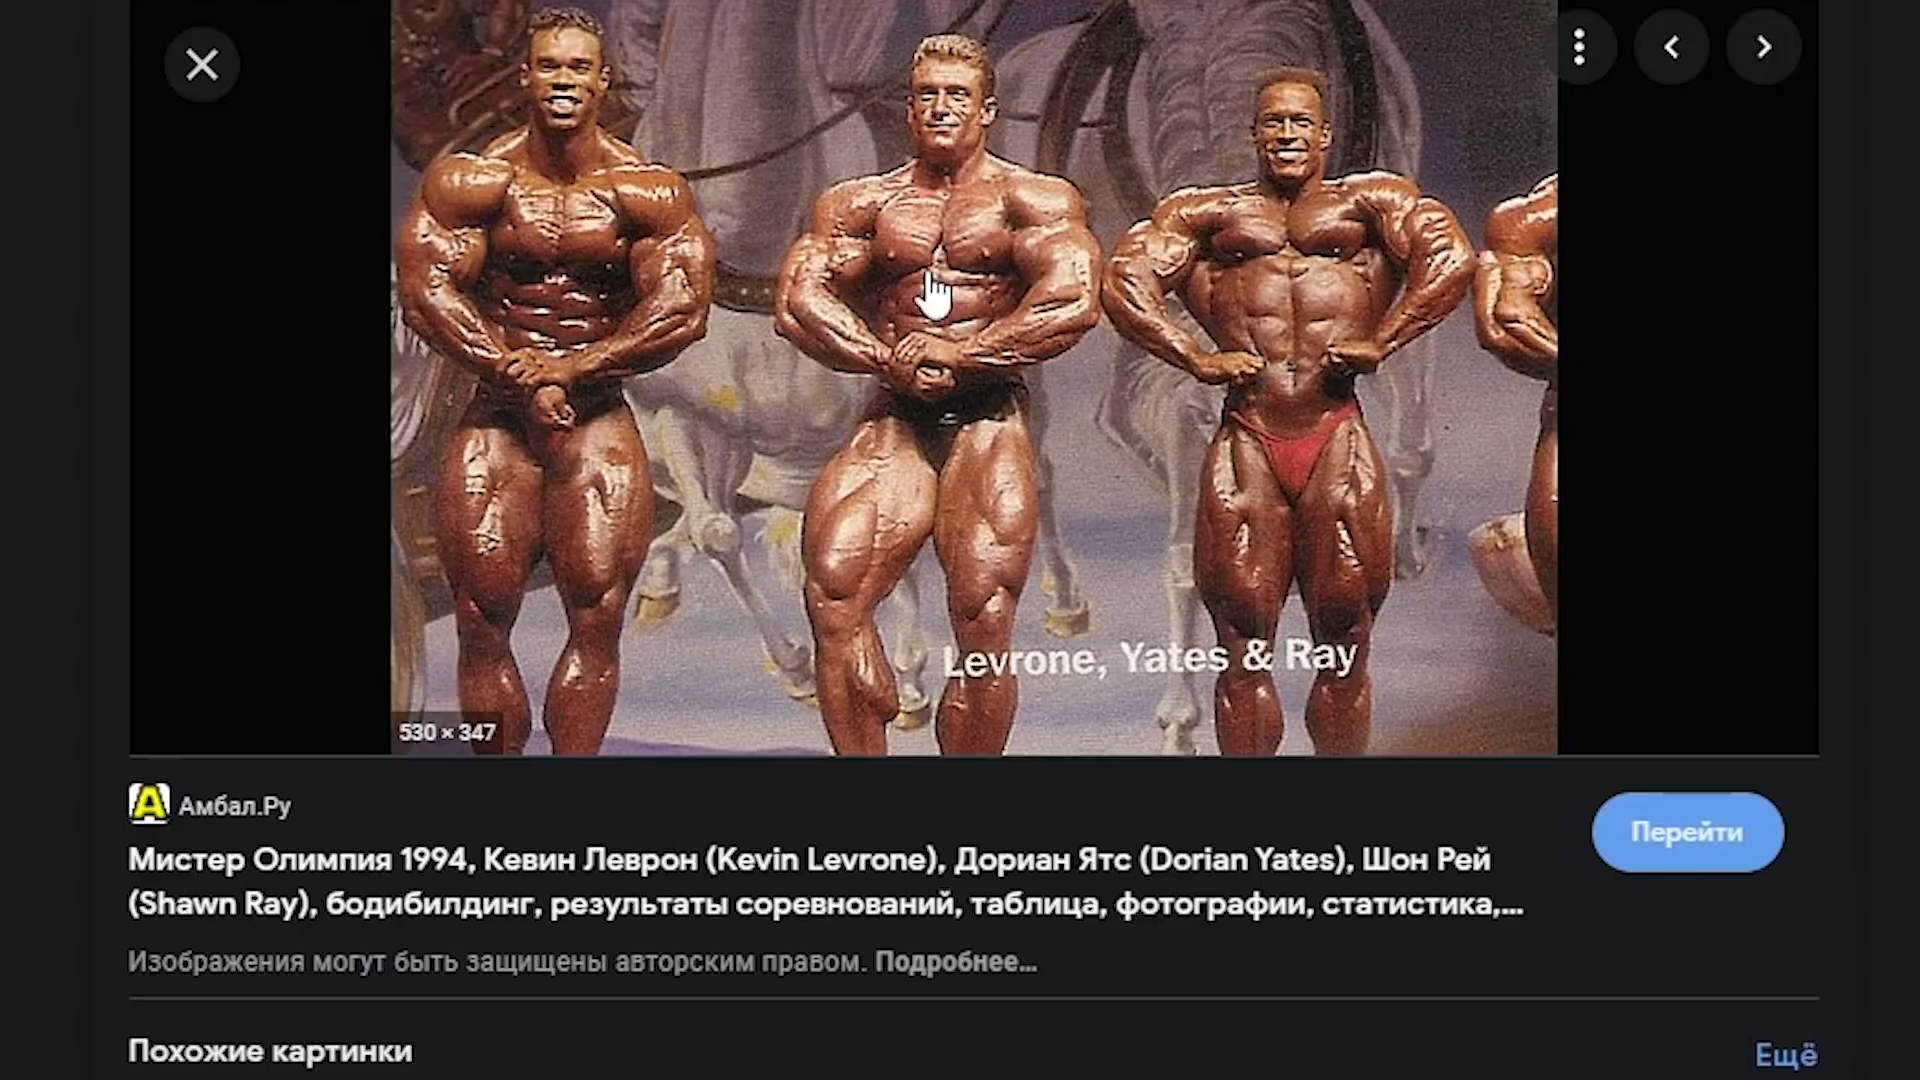 Levrone, Yates & Ray
530 × 347
Амбал.Ру
Перейти
Мистер Олимпия 1994, Кевин Леврон (Kevin Levrone), Дориан Ятс (Dorian Yates), Шон Рей
(Shawn Ray), бодибилдинг, результаты соревнований, таблица, фотографии, статистика,...
Изображения могут быть защищены авторским правом. Подробнее...
Похожие картинки
Ещё